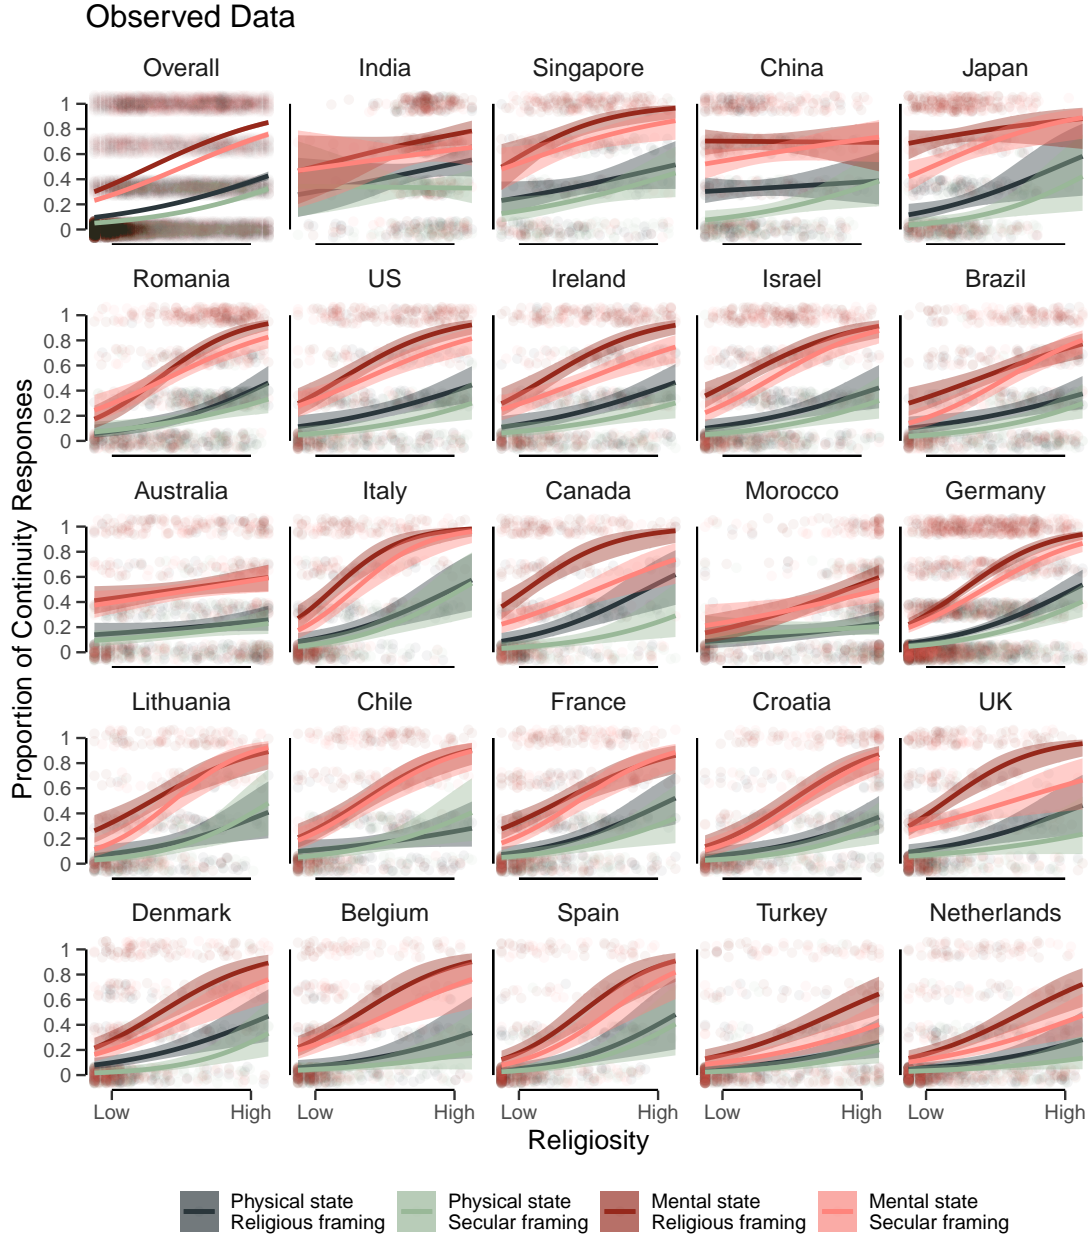 Observed Data
Overall India Singapore China Japan
1
0.8
0.6
0.4
0.2
0
Romania US Ireland Israel Brazil
1
0.8
0.6
0.4
0.2
0
Australia Italy Canada Morocco Germany
1
0.8
0.6
0.4
0.2
0
Lithuania Chile France Croatia UK
1
0.8
0.6
0.4
0.2
0
Denmark Belgium Spain Turkey Netherlands
1
0.8
0.6
0.4
0.2
0
Proportion of Continuity Responses
Low High Low High Low High Low High Low High
Religiosity
Physical state
Religious framing
Physical state
Secular framing
Mental state
Religious framing
Mental state
Secular framing